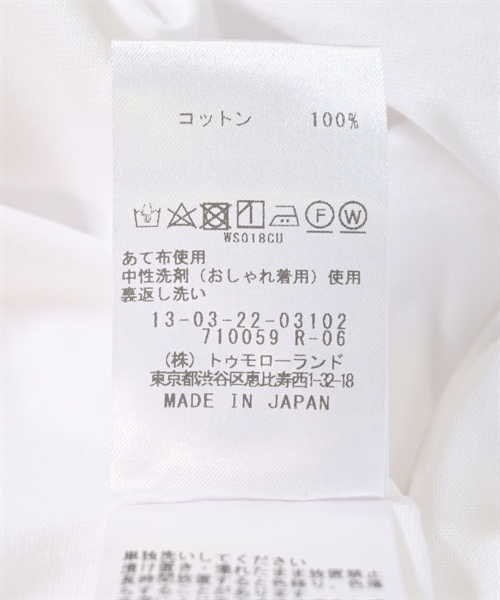 コットン 100%
F W
WS018CU
あて布使用
中性洗剤（おしゃれ着用）使用
裏返し洗い
13-03-22-03102
710059 R-06
（株）トゥモローランド
東京都渋谷区恵比寿西1-32-18
MADE IN JAPAN
単独洗いしてください